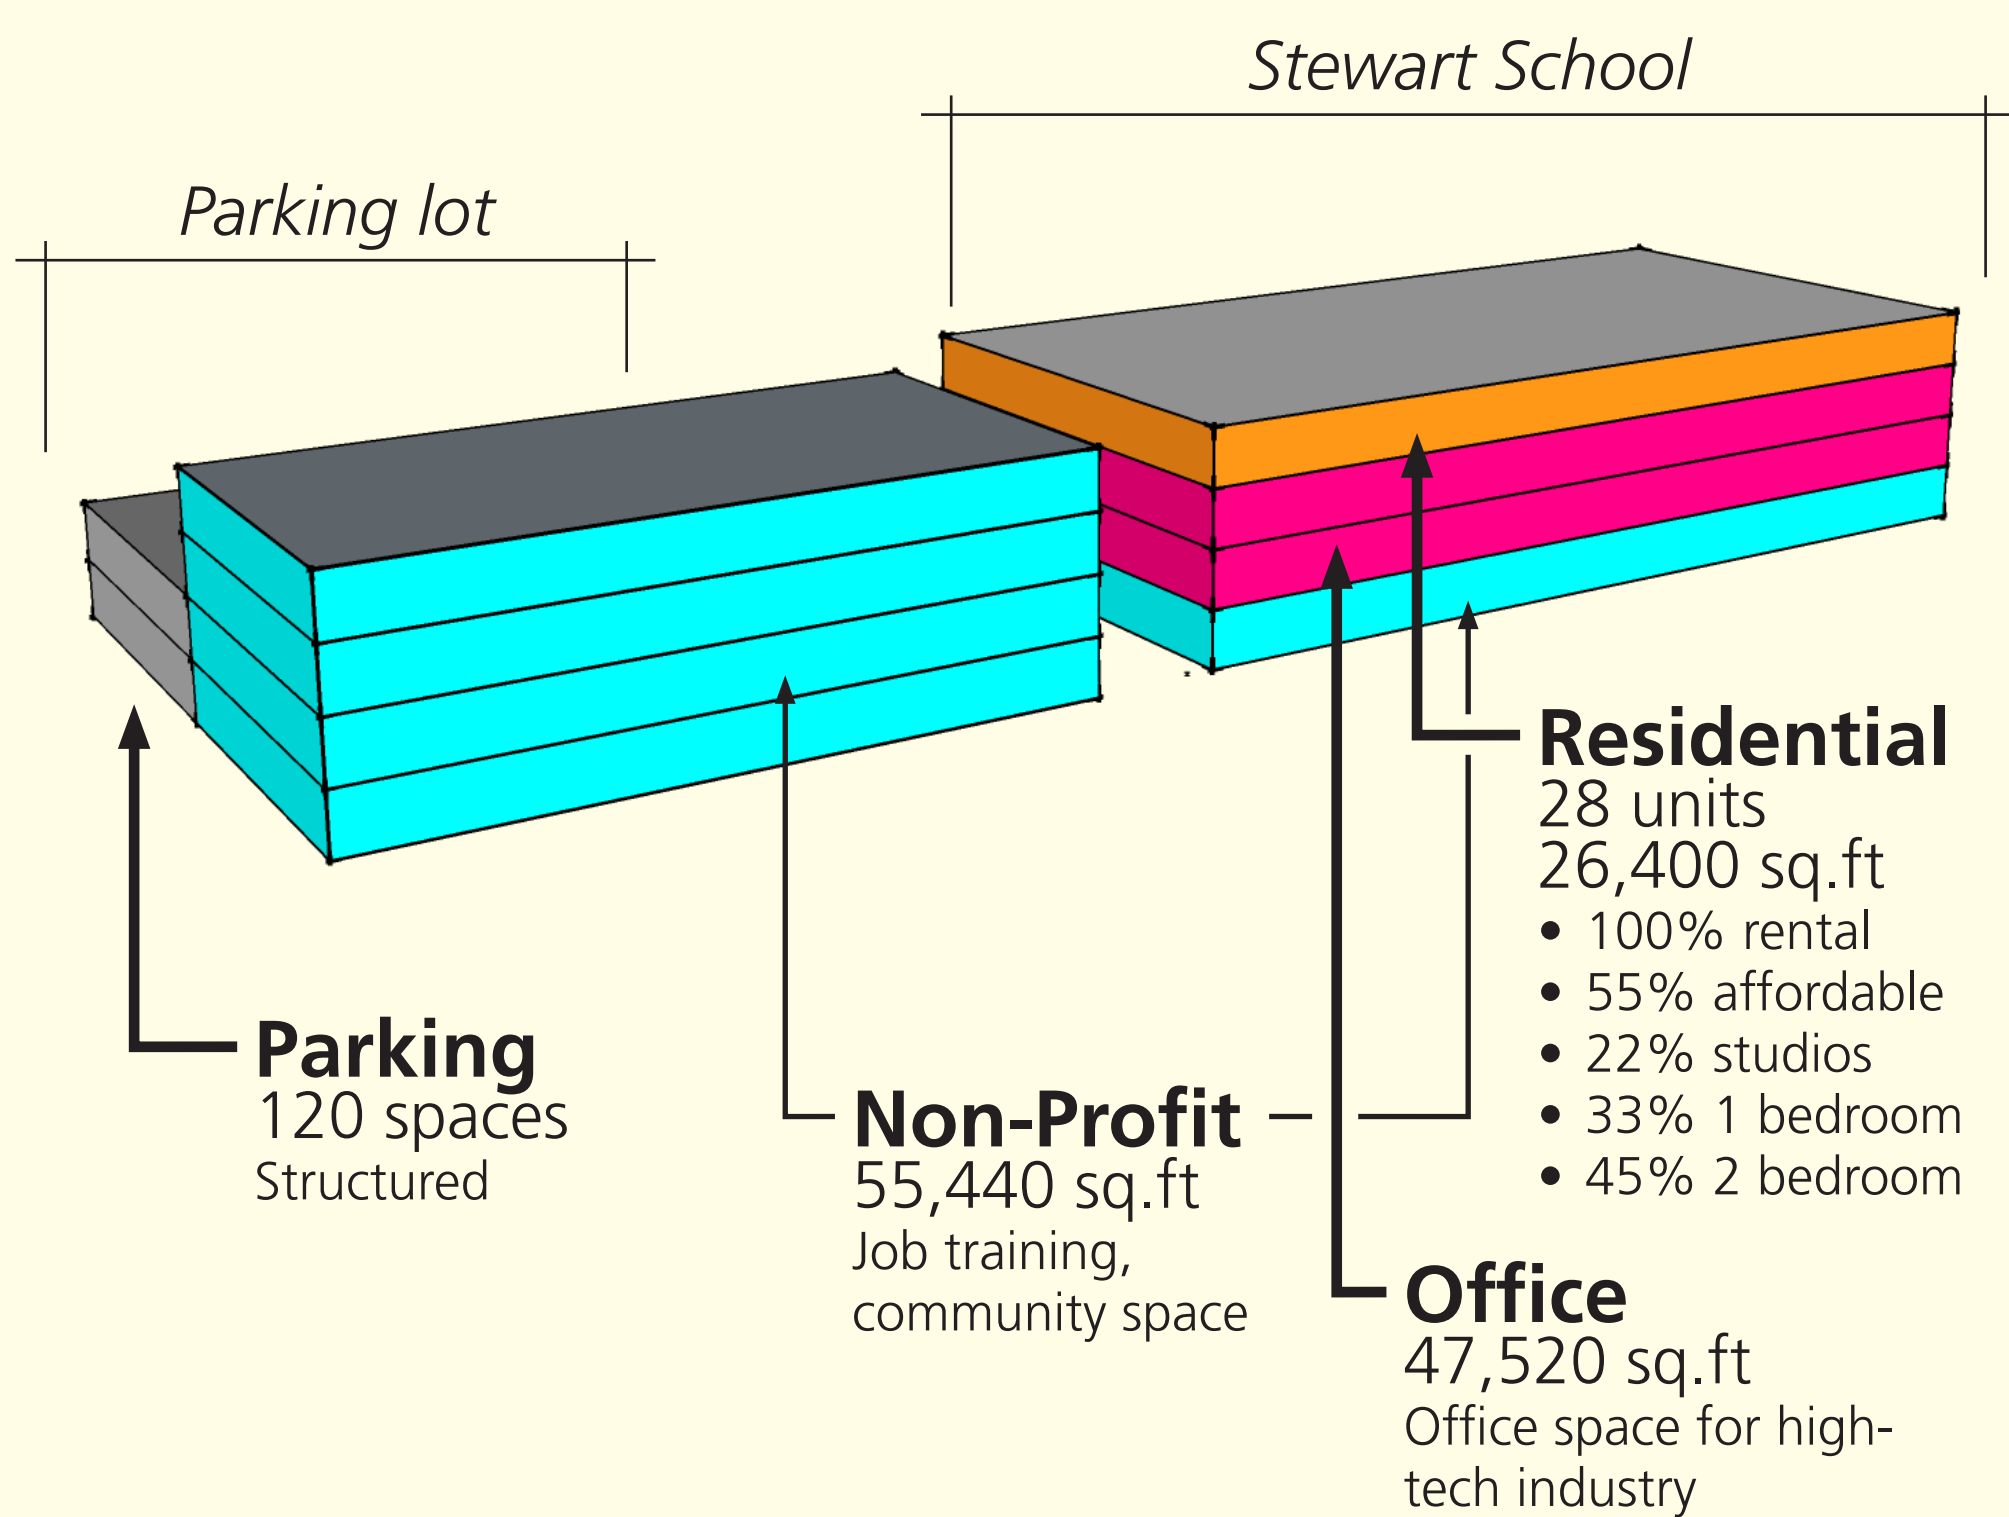 Stewart School
Parking lot
Residential
28 units
26,400 sq.ft
• 100% rental
• 55% affordable
• 22% studios
• 33% 1 bedroom
• 45% 2 bedroom
Parking
120 spaces
Structured
Non-Profit
55,440 sq.ft
Job training,
community space
Office
47,520 sq.ft
Office space for high-
tech industry